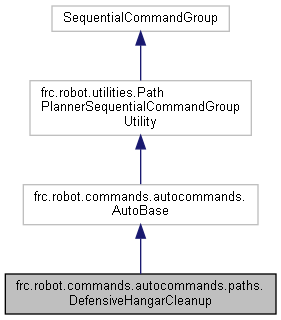 SequentialCommandGroup
frc.robot.utilities.Path
PlannerSequentialCommandGroup
Utility
frc.robot.commands.autocommands.
AutoBase
frc.robot.commands.autocommands.paths.
DefensiveHangarCleanup